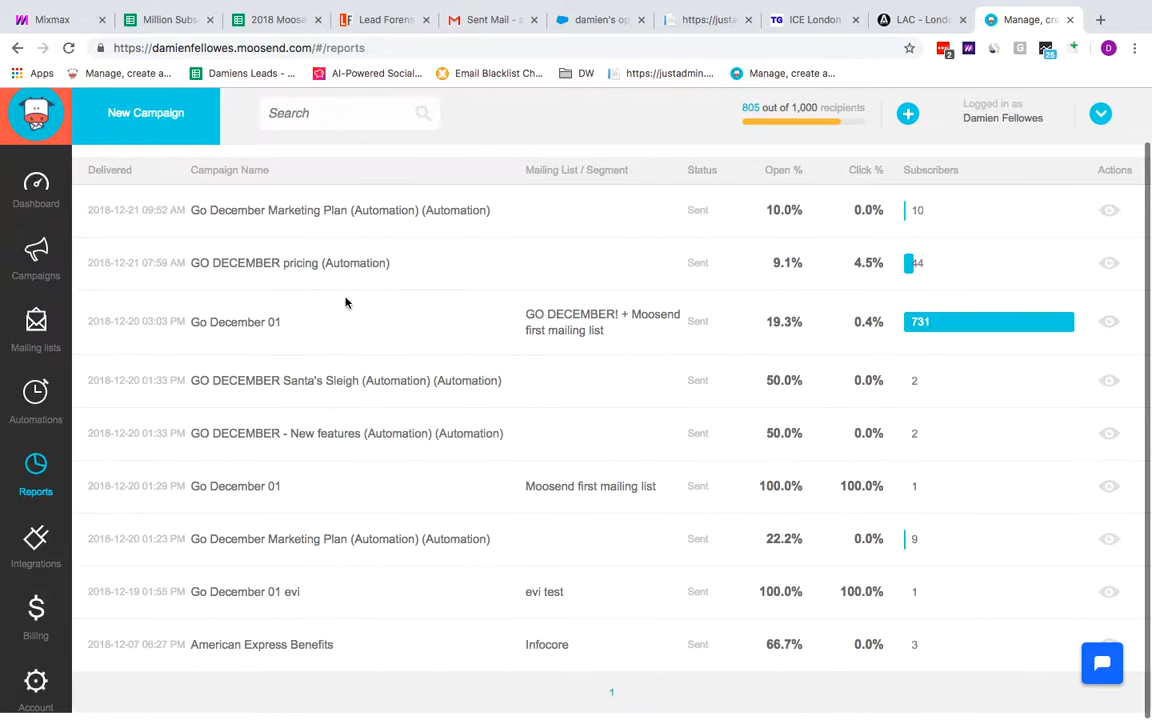 Mixmax
Million Subs
2018 Moose
Lead Forens
Sent Mail -
damien's op
https://justa
ICE London
LAC - Londo
Manage, cre
https://damienfellowes.moosend.com/#/reports
2
25
D
Apps
Manage, create a...
Damiens Leads - ...
AI-Powered Social...
Email Blacklist Ch...
DW
https://justadmin....
Manage, create a...
New Campaign
Search
805 out of 1,000 recipients
Logged in as
Damien Fellowes
Dashboard
Campaigns
Mailing lists
Automations
Reports
Integrations
Billing
Account
Delivered Campaign Name Mailing List / Segment Status Open % Click % Subscribers Actions
2018-12-21 09:52 AM Go December Marketing Plan (Automation) (Automation) Sent 10.0% 0.0% 10
2018-12-21 07:59 AM GO DECEMBER pricing (Automation) Sent 9.1% 4.5% 44
2018-12-20 03:03 PM Go December 01 GO DECEMBER! + Moosend
first mailing list Sent 19.3% 0.4% 731
2018-12-20 01:33 PM GO DECEMBER Santa's Sleigh (Automation) (Automation) Sent 50.0% 0.0% 2
2018-12-20 01:33 PM GO DECEMBER - New features (Automation) (Automation) Sent 50.0% 0.0% 2
2018-12-20 01:29 PM Go December 01 Moosend first mailing list Sent 100.0% 100.0% 1
2018-12-20 01:23 PM Go December Marketing Plan (Automation) (Automation) Sent 22.2% 0.0% 9
2018-12-19 01:55 PM Go December 01 evi evi test Sent 100.0% 100.0% 1
2018-12-07 06:27 PM American Express Benefits Infocore Sent 66.7% 0.0% 3
1